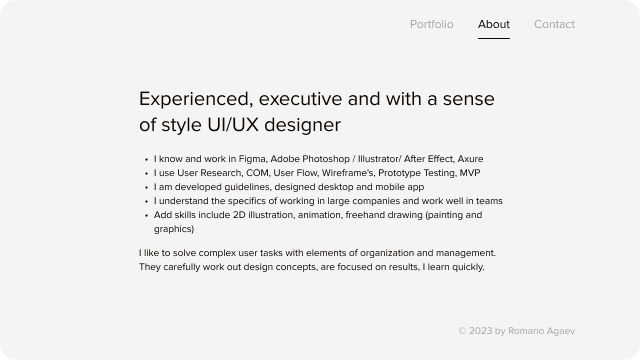 Portfolio About Contact
Experienced, executive and with a sense
of style UI/UX designer
• I know and work in Figma, Adobe Photoshop / Illustrator/ After Effect, Axure
• I use User Research, COM, User Flow, Wireframe's, Prototype Testing, MVP
• I am developed guidelines, designed desktop and mobile app
• I understand the specifics of working in large companies and work well in teams
• Add skills include 2D illustration, animation, freehand drawing (painting and
graphics)
I like to solve complex user tasks with elements of organization and management.
They carefully work out design concepts, are focused on results, I learn quickly.
© 2023 by Romario Agaev